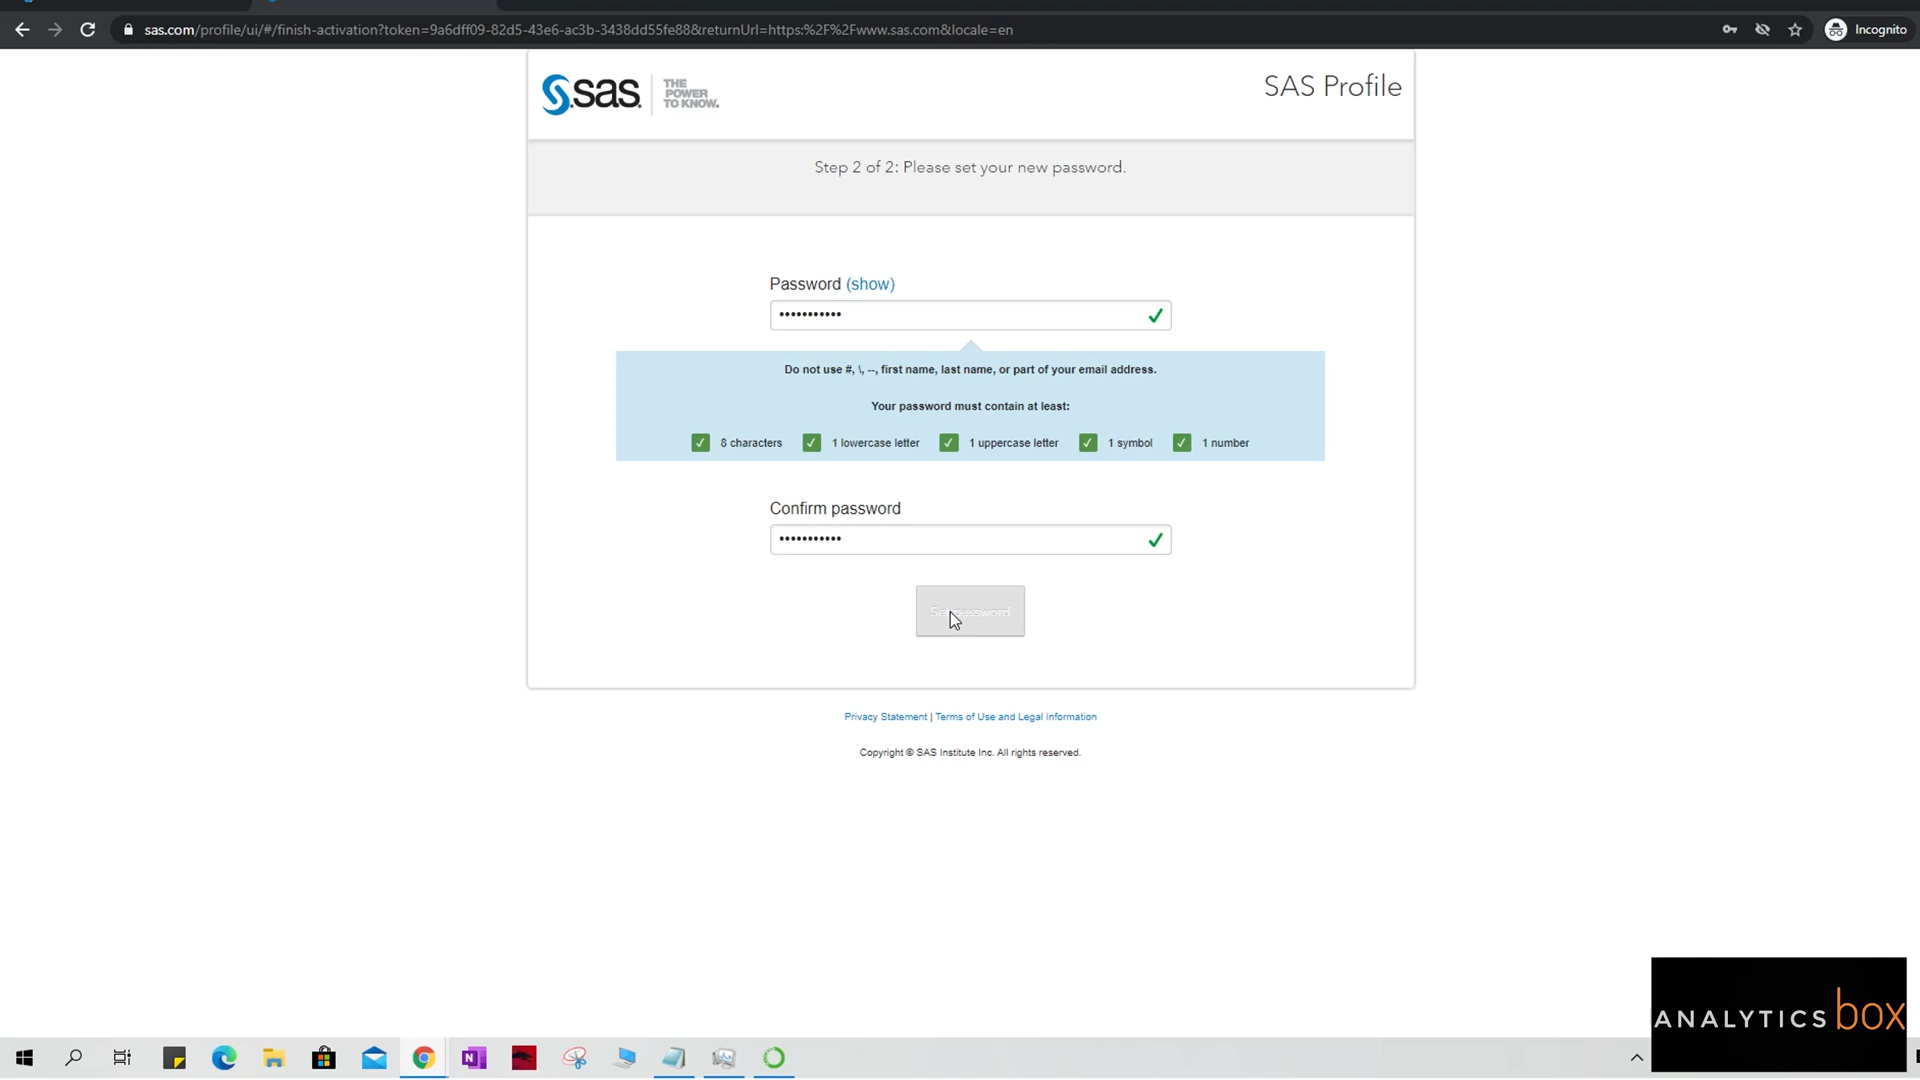 sas.com/profile/ui/#/finish-activation?token=9a6dff09-82d5-43e6-ac3b-3438dd55fe88&returnUrl=https:%2F%2Fwww.sas.com&locale=en
Incognito
sas
THE
POWER
TO KNOW.
SAS Profile
Step 2 of 2: Please set your new password.
Password (show)
Do not use #, \, --, first name, last name, or part of your email address.
Your password must contain at least:
8 characters 1 lowercase letter 1 uppercase letter 1 symbol 1 number
Confirm password
Set password
Privacy Statement | Terms of Use and Legal Information
Copyright © SAS Institute Inc. All rights reserved.
ANALYTICS box